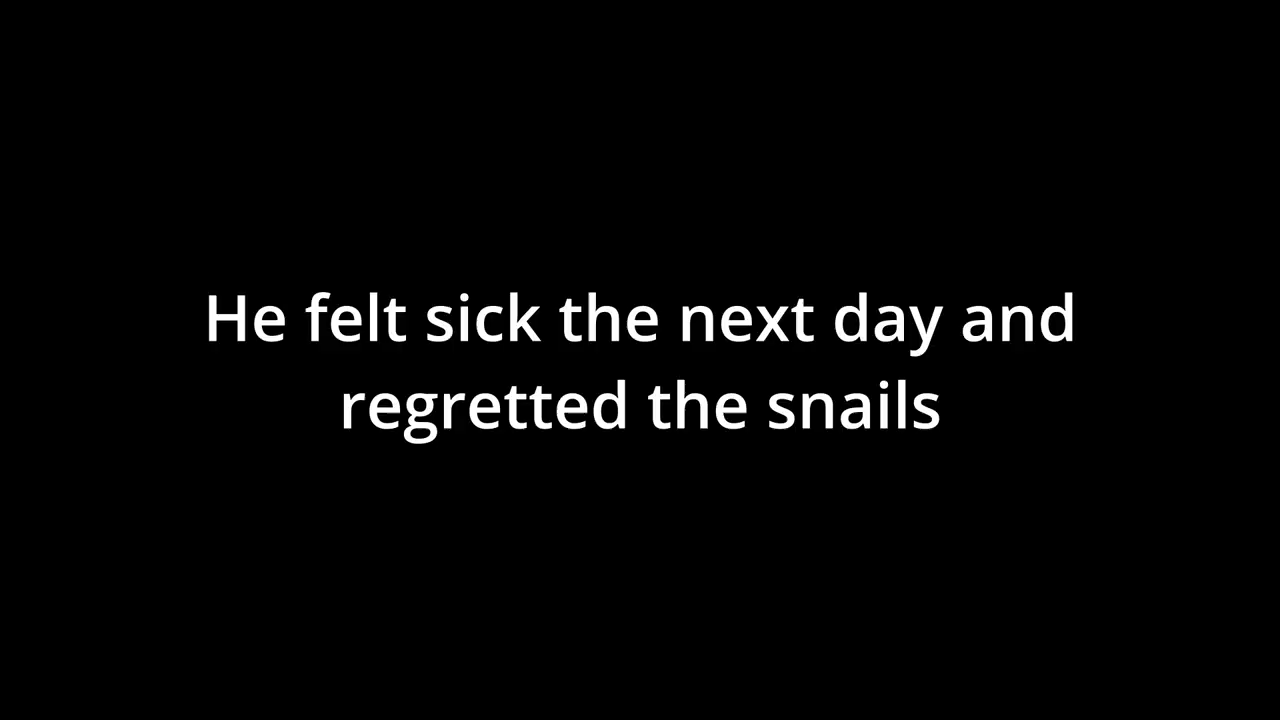 He felt sick the next day and
regretted the snails